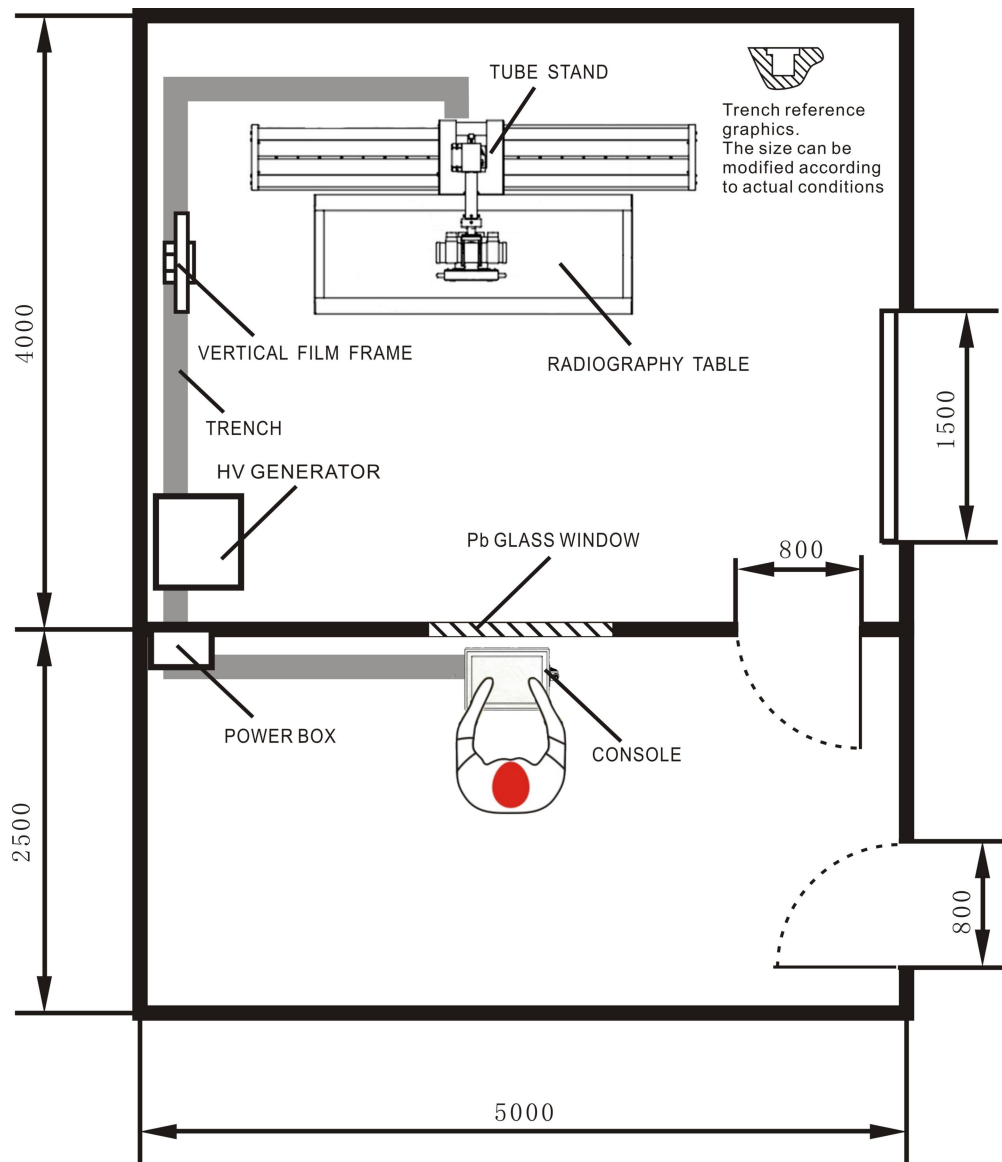 TUBE STAND
Trench reference
graphics.
The size can be
modified according
to actual conditions
4000
VERTICAL FILM FRAME
RADIOGRAPHY TABLE
1500
TRENCH
HV GENERATOR
Pb GLASS WINDOW
800
POWER BOX
CONSOLE
2500
800
5000